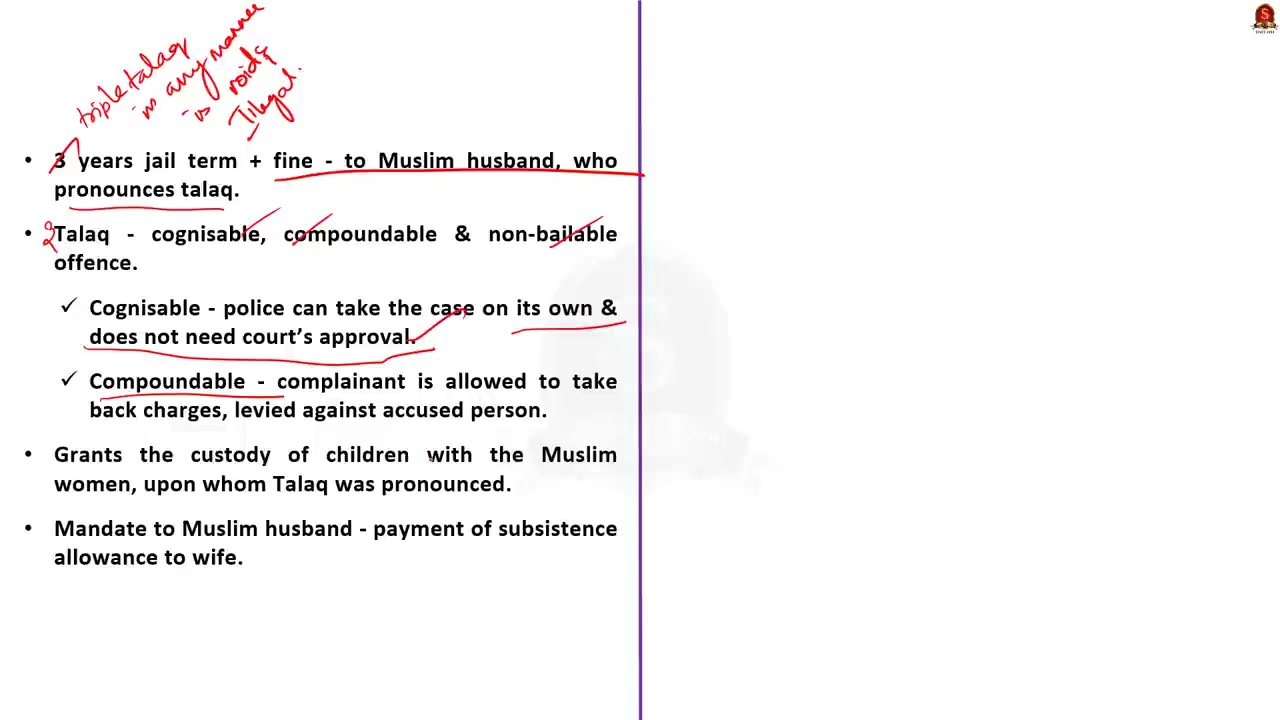 triple talaq
in any manner
is void &
Illegal.
• 3 years jail term + fine - to Muslim husband, who
pronounces talaq.
• Talaq - cognisable, compoundable & non-bailable
offence.
✓ Cognisable - police can take the case on its own &
does not need court's approval.
✓ Compoundable - complainant is allowed to take
back charges, levied against accused person.
• Grants the custody of children with the Muslim
women, upon whom Talaq was pronounced.
• Mandate to Muslim husband - payment of subsistence
allowance to wife.